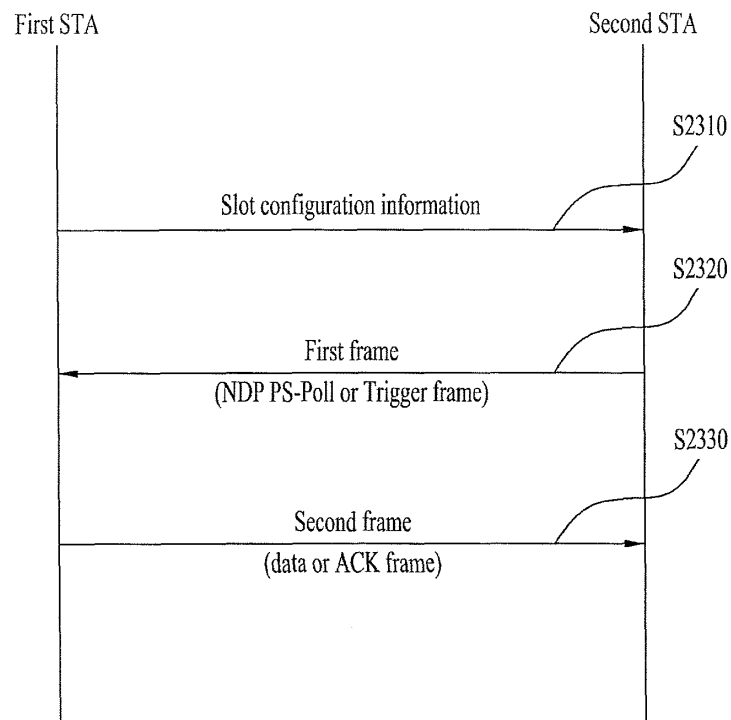 First STA
Second STA
S2310
Slot configuration information
S2320
First frame
(NDP PS-Poll or Trigger frame)
S2330
Second frame
(data or ACK frame)